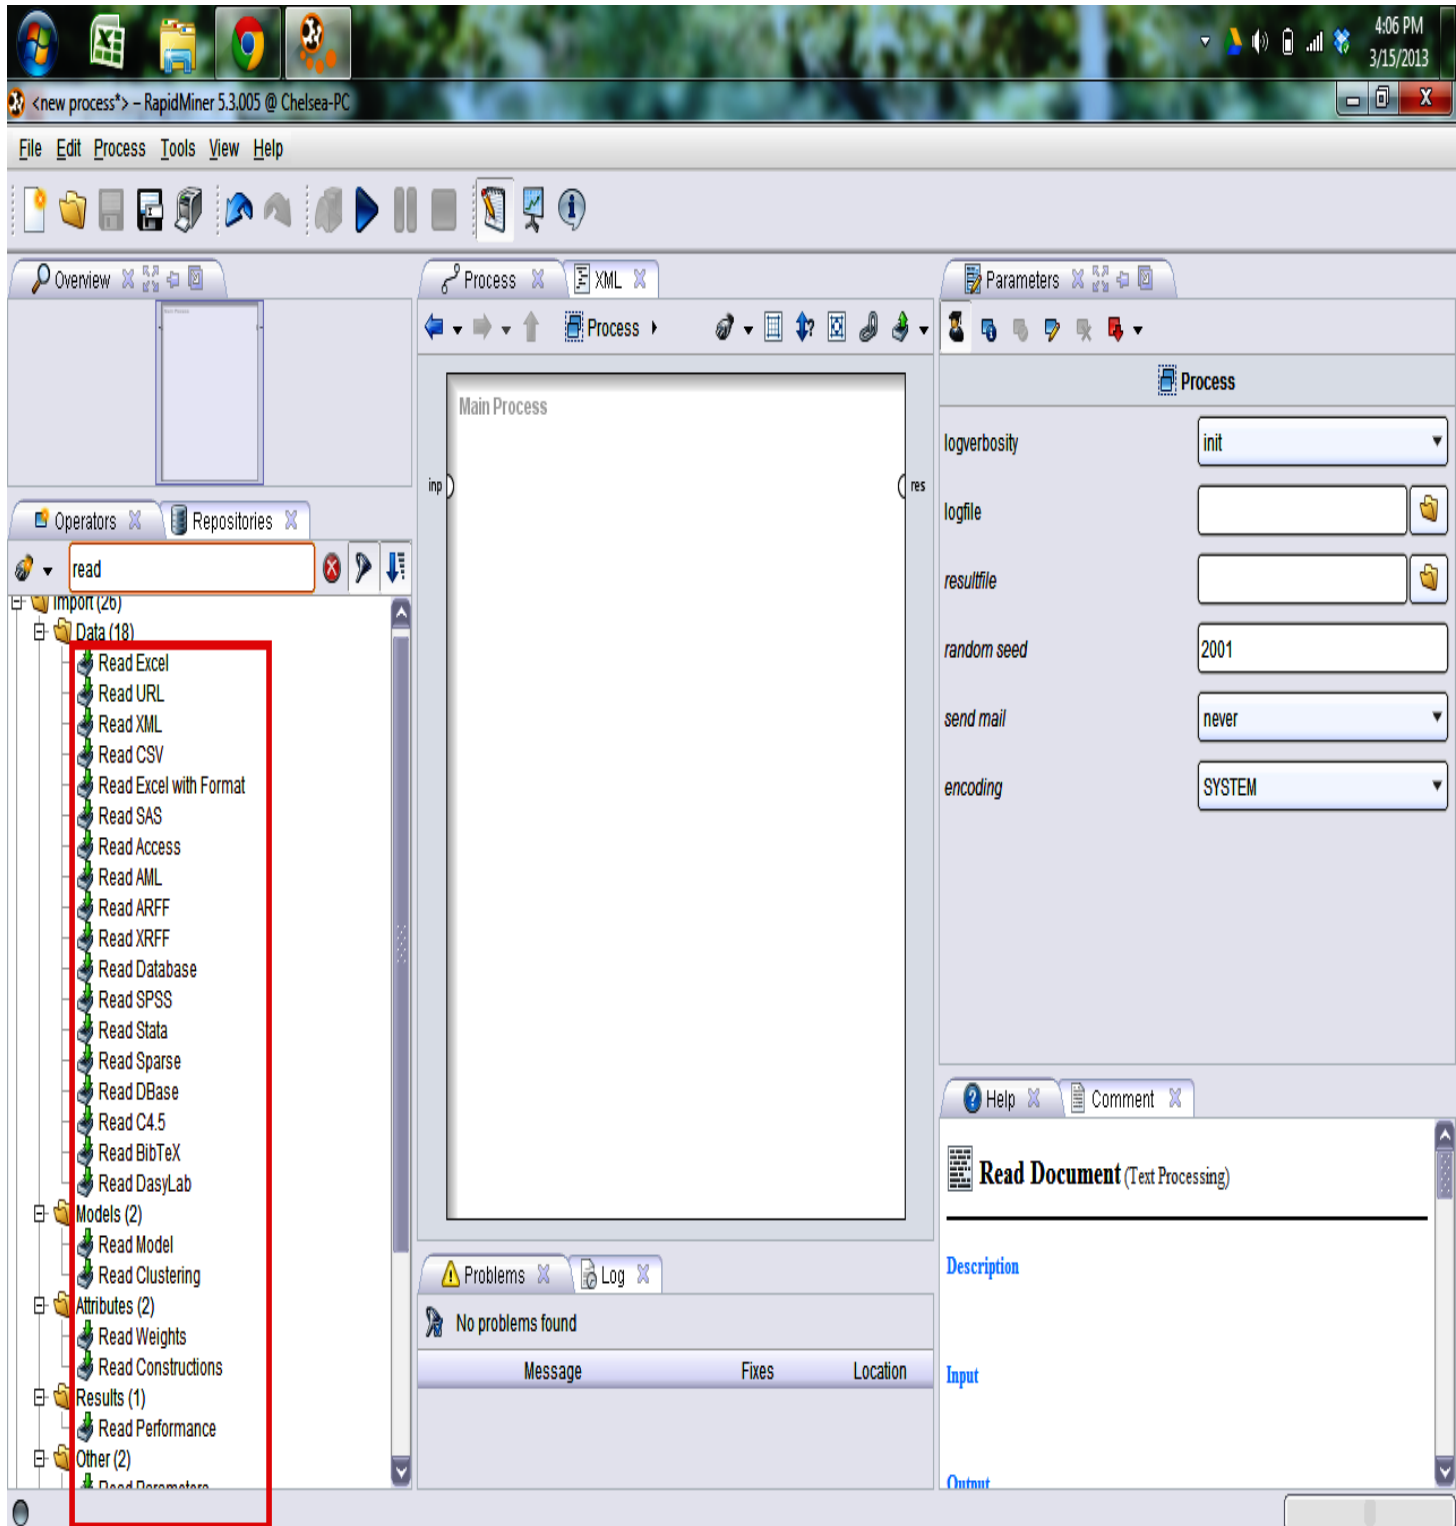 4:06 PM
3/15/2013
<new process*> – RapidMiner 5.3.005 @ Chelsea-PC
File Edit Process Tools View Help
Overview
Process XML
Parameters
Process
Process
Main Process
inp
res
logverbosity init
logfile
resultfile
random seed 2001
send mail never
encoding SYSTEM
Operators Repositories
read
Import (26)
Data (18)
Read Excel
Read URL
Read XML
Read CSV
Read Excel with Format
Read SAS
Read Access
Read AML
Read ARFF
Read XRFF
Read Database
Read SPSS
Read Stata
Read Sparse
Read DBase
Read C4.5
Read BibTeX
Read DasyLab
Models (2)
Read Model
Read Clustering
Attributes (2)
Read Weights
Read Constructions
Results (1)
Read Performance
Other (2)
Read Parameters
Problems Log
No problems found
Message Fixes Location
Help Comment
Read Document (Text Processing)
Description
Input
Output